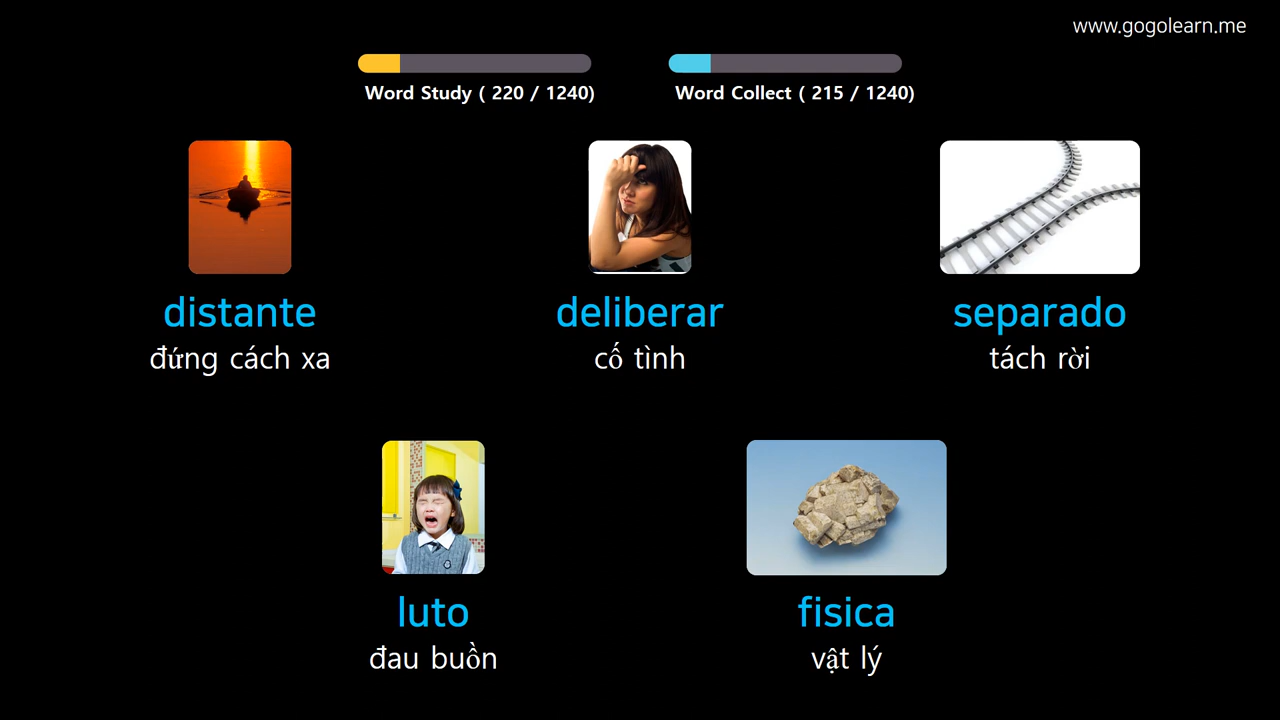 www.gogolearn.me
Word Study ( 220 / 1240)
Word Collect ( 215 / 1240)
distante
đứng cách xa
deliberar
cố tình
separado
tách rời
luto
đau buồn
fisica
vật lý